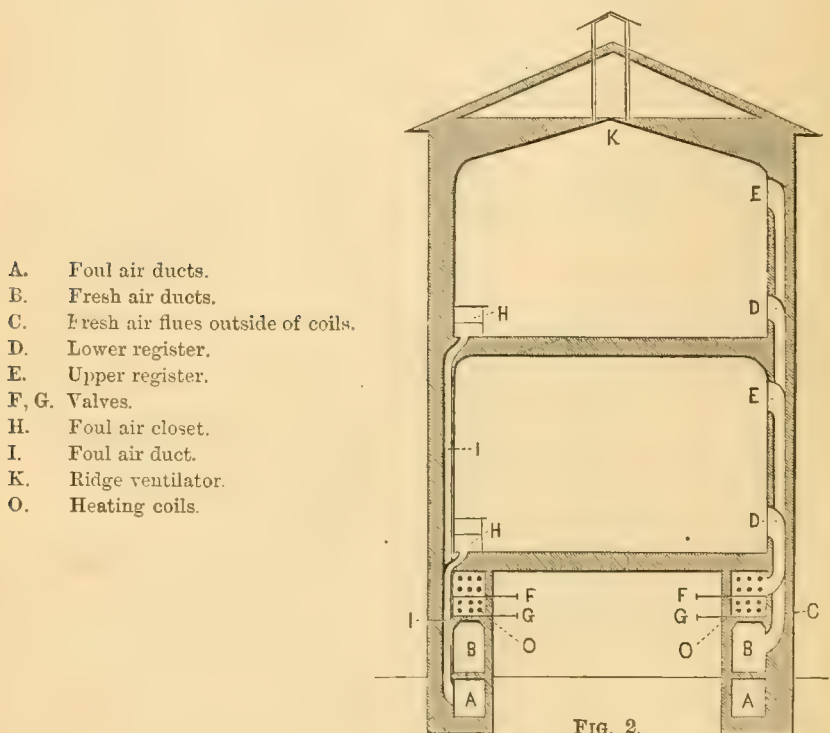 A. Foul air ducts.
B. Fresh air ducts.
C. Fresh air flues outside of coils.
D. Lower register.
E. Upper register.
F, G. Valves.
H. Foul air closet.
I. Foul air duct.
K. Ridge ventilator.
O. Heating coils.
K
E
D
H
E
I
D
H
F
F
G
G
I
C
O
O
B
B
A
A
FIG. 2.